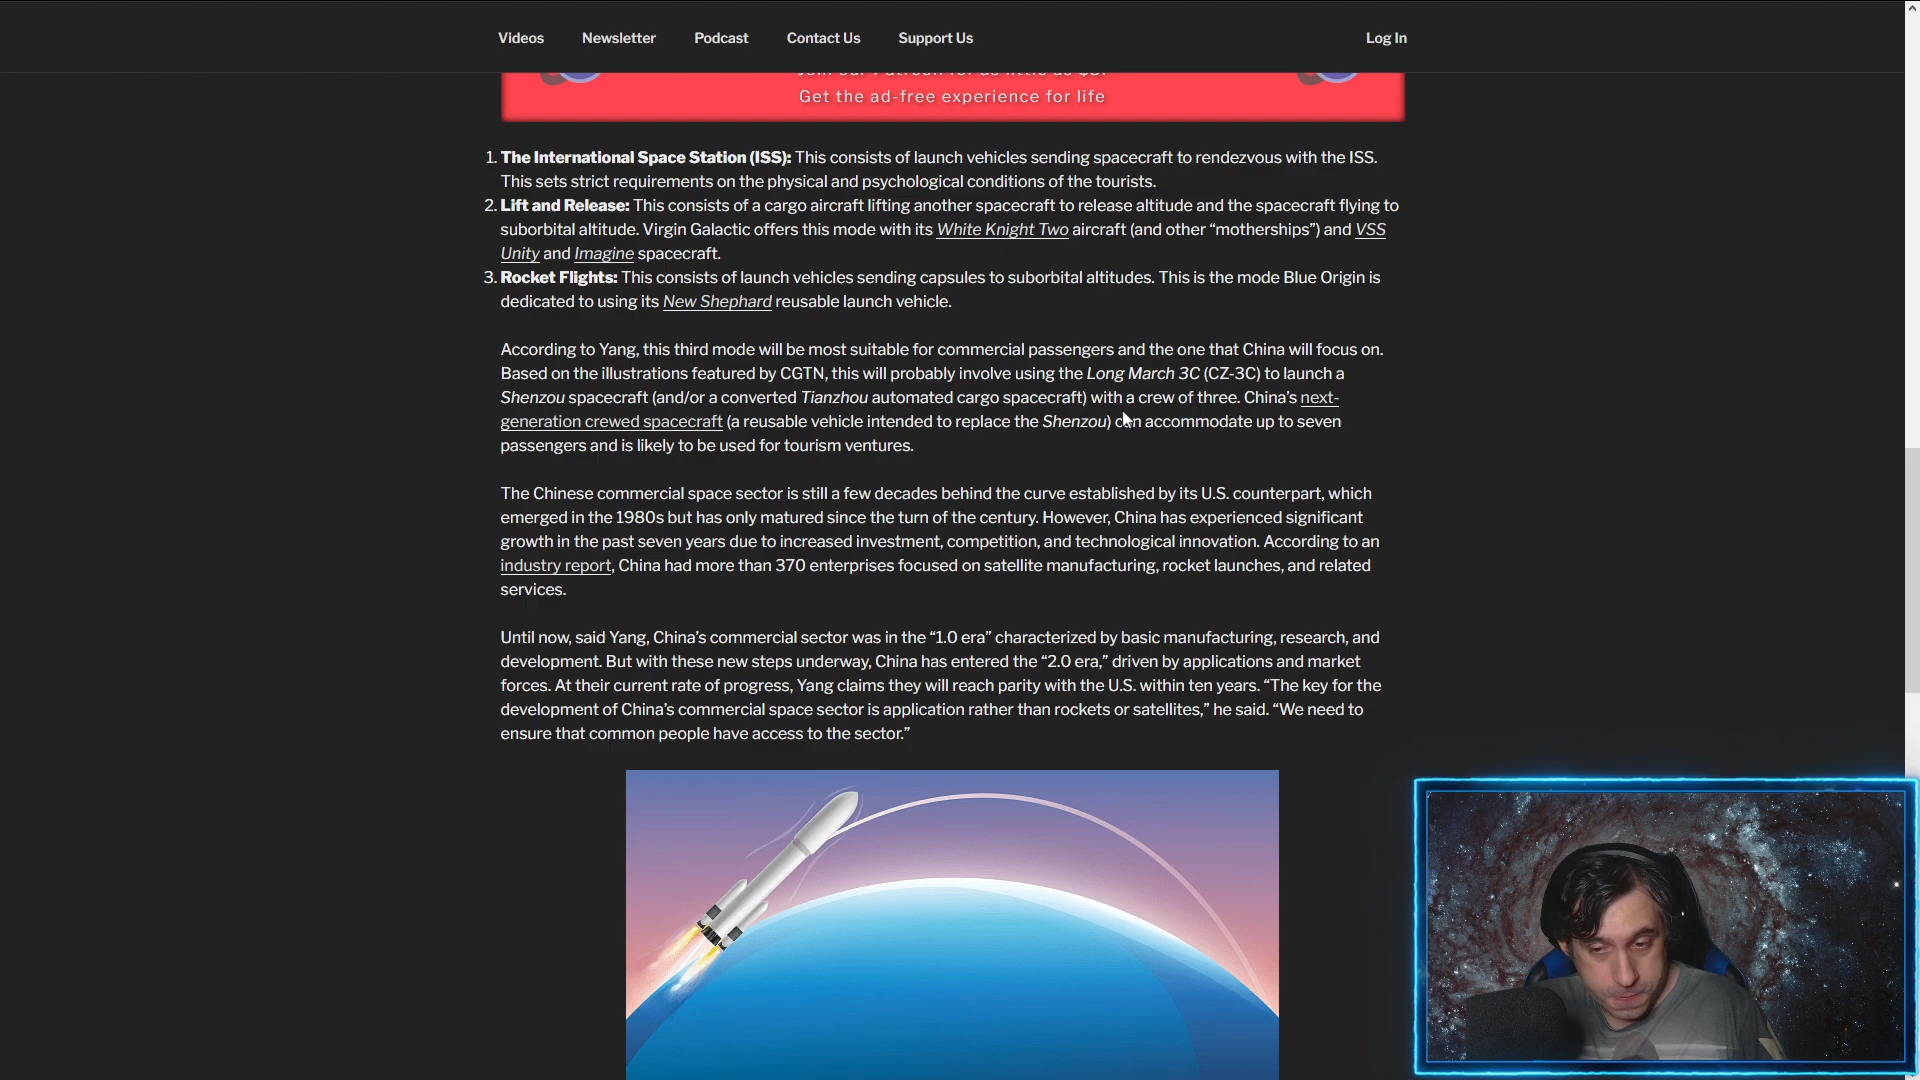 Videos Newsletter Podcast Contact Us Support Us Log In
Get the ad-free experience for life
1. The International Space Station (ISS): This consists of launch vehicles sending spacecraft to rendezvous with the ISS.
This sets strict requirements on the physical and psychological conditions of the tourists.
2. Lift and Release: This consists of a cargo aircraft lifting another spacecraft to release altitude and the spacecraft flying to
suborbital altitude. Virgin Galactic offers this mode with its White Knight Two aircraft (and other “motherships”) and VSS
Unity and Imagine spacecraft.
3. Rocket Flights: This consists of launch vehicles sending capsules to suborbital altitudes. This is the mode Blue Origin is
dedicated to using its New Shephard reusable launch vehicle.
According to Yang, this third mode will be most suitable for commercial passengers and the one that China will focus on.
Based on the illustrations featured by CGTN, this will probably involve using the Long March 3C (CZ-3C) to launch a
Shenzou spacecraft (and/or a converted Tianzhou automated cargo spacecraft) with a crew of three. China’s next-
generation crewed spacecraft (a reusable vehicle intended to replace the Shenzou) can accommodate up to seven
passengers and is likely to be used for tourism ventures.
The Chinese commercial space sector is still a few decades behind the curve established by its U.S. counterpart, which
emerged in the 1980s but has only matured since the turn of the century. However, China has experienced significant
growth in the past seven years due to increased investment, competition, and technological innovation. According to an
industry report, China had more than 370 enterprises focused on satellite manufacturing, rocket launches, and related
services.
Until now, said Yang, China’s commercial sector was in the “1.0 era” characterized by basic manufacturing, research, and
development. But with these new steps underway, China has entered the “2.0 era,” driven by applications and market
forces. At their current rate of progress, Yang claims they will reach parity with the U.S. within ten years. “The key for the
development of China’s commercial space sector is application rather than rockets or satellites,” he said. “We need to
ensure that common people have access to the sector.”